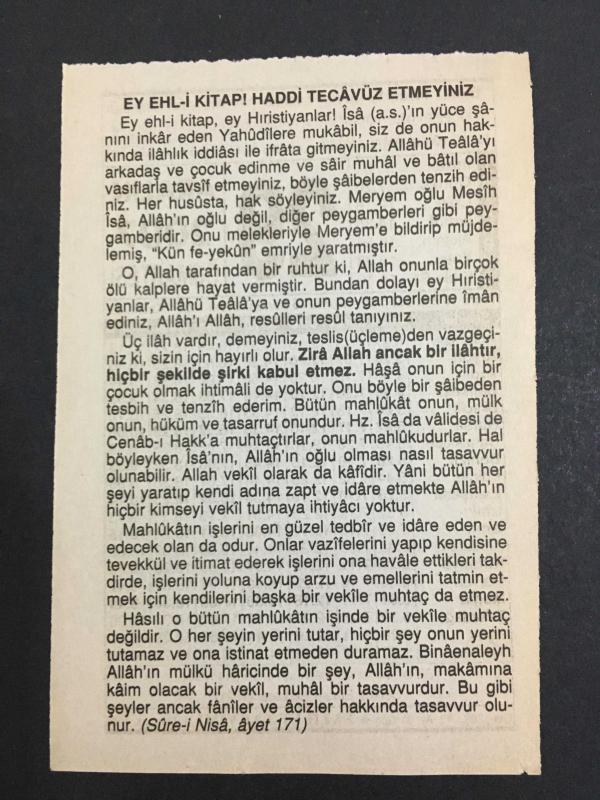 EY EHL-İ KİTAP! HADDİ TECÂVÜZ ETMEYİNİZ
Ey ehl-i kitap, ey Hıristiyanlar! Îsâ (a.s.)'ın yüce şâ-
nını inkâr eden Yahûdîlere mukâbil, siz de onun hak-
kında ilâhlık iddiâsı ile ifrâta gitmeyiniz. Allâhü Teâlâ'yı
arkadaş ve çocuk edinme ve sâir muhâl ve bâtıl olan
vasıflarla tavsîf etmeyiniz, böyle şâibelerden tenzih edi-
niz. Her husûsta, hak söyleyiniz. Meryem oğlu Mesîh
Îsâ, Allâh'ın oğlu değil, diğer peygamberleri gibi pey-
gamberidir. Onu melekleriyle Meryem'e bildirip müjde-
lemiş, "Kün fe-yekûn" emriyle yaratmıştır.
O, Allah tarafından bir ruhtur ki, Allah onunla birçok
ölü kalplere hayat vermiştir. Bundan dolayı ey Hıristi-
yanlar, Allâhü Teâlâ'ya ve onun peygamberlerine îmân
ediniz, Allâh'ı Allah, resûlleri resûl tanıyınız.
Üç ilâh vardır, demeyiniz, teslis(üçleme)den vazgeçi-
niz ki, sizin için hayırlı olur. Zirâ Allah ancak bir ilâhtır,
hiçbir şekilde şirki kabul etmez. Hâşâ onun için bir
çocuk olmak ihtimâli de yoktur. Onu böyle bir şâibeden
tesbih ve tenzîh ederim. Bütün mahlûkât onun, mülk
onun, hüküm ve tasarruf onundur. Hz. Îsâ da vâlidesi de
Cenâb-ı Hakk'a muhtaçtırlar, onun mahlûkudurlar. Hal
böyleyken Îsâ'nın, Allâh'ın oğlu olması nasıl tasavvur
olunabilir. Allah vekîl olarak da kâfidir. Yâni bütün her
şeyi yaratıp kendi adına zapt ve idâre etmekte Allâh'ın
hiçbir kimseyi vekîl tutmaya ihtiyâcı yoktur.
Mahlûkâtın işlerini en güzel tedbîr ve idâre eden ve
edecek olan da odur. Onlar vazîfelerini yapıp kendisine
tevekkül ve itimat ederek işlerini ona havâle ettikleri tak-
dirde, işlerini yoluna koyup arzu ve emellerini tatmin et-
mek için kendilerini başka bir vekîle muhtaç da etmez.
Hâsılı o bütün mahlûkâtın işinde bir vekîle muhtaç
değildir. O her şeyin yerini tutar, hiçbir şey onun yerini
tutamaz ve ona istinat etmeden duramaz. Binâenaleyh
Allâh'ın mülkü hâricinde bir şey, Allâh'ın, makâmına
kâim olacak bir vekîl, muhâl bir tasavvurdur. Bu gibi
şeyler ancak fânîler ve âcizler hakkında tasavvur olu-
nur. (Sûre-i Nisâ, âyet 171)